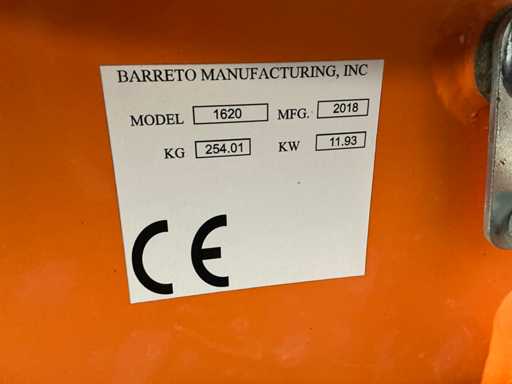 BARRETO MANUFACTURING, INC
MODEL 1620 MFG. 2018
KG 254.01 KW 11.93
CE